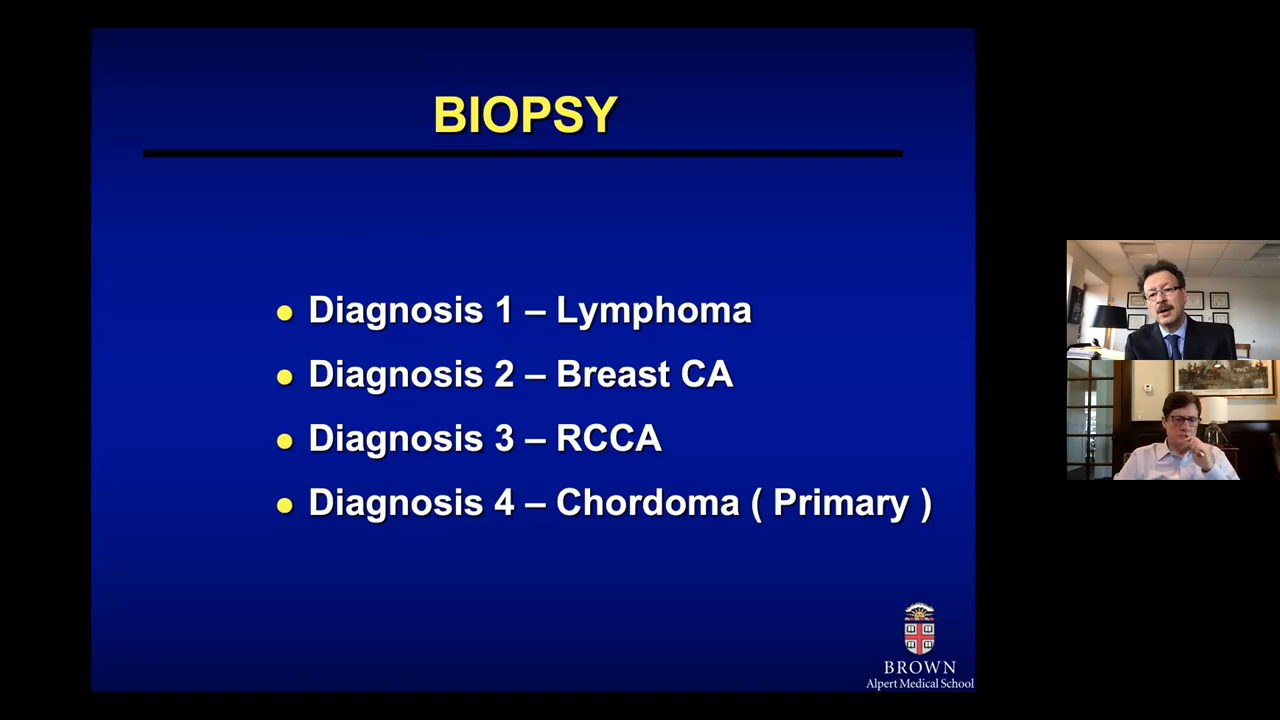 BIOPSY
Diagnosis 1 – Lymphoma
Diagnosis 2 – Breast CA
Diagnosis 3 – RCCA
Diagnosis 4 – Chordoma ( Primary )
BROWN
Alpert Medical School